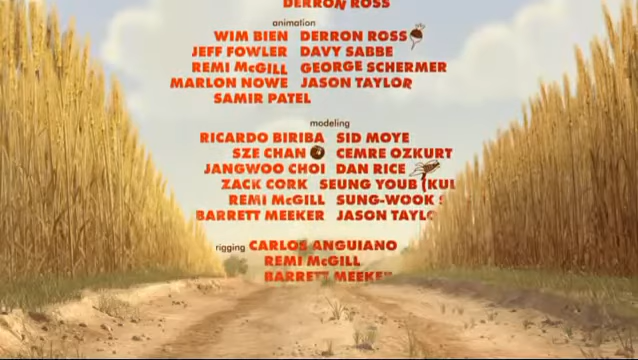 DERRON ROSS
animation
WIM BIEN DERRON ROSS
JEFF FOWLER DAVY SABBE
REMI McGILL GEORGE SCHERMER
MARLON NOWE JASON TAYLOR
SAMIR PATEL
modeling
RICARDO BIRIBA SID MOYE
SZE CHAN CEMRE OZKURT
JANGWOO CHOI DAN RICE
ZACK CORK SEUNG YOUB (KUL
REMI McGILL SUNG-WOOK
BARRETT MEEKER JASON TAYLO
rigging CARLOS ANGUIANO
REMI McGILL
BARRETT MEEKER